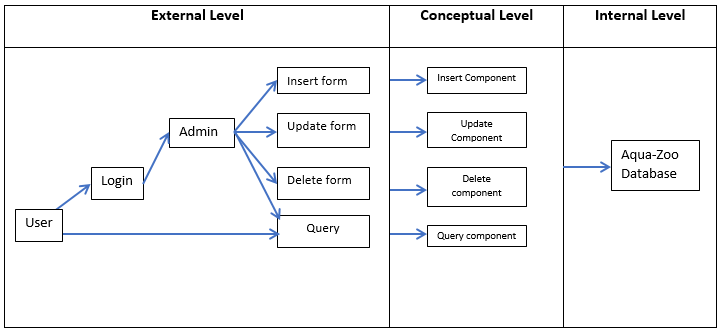 External Level
Conceptual Level
Internal Level
Insert form
Insert Component
Admin
Update form
Update
Component
Aqua-Zoo
Database
Login
Delete form
Delete
component
User
Query
Query component